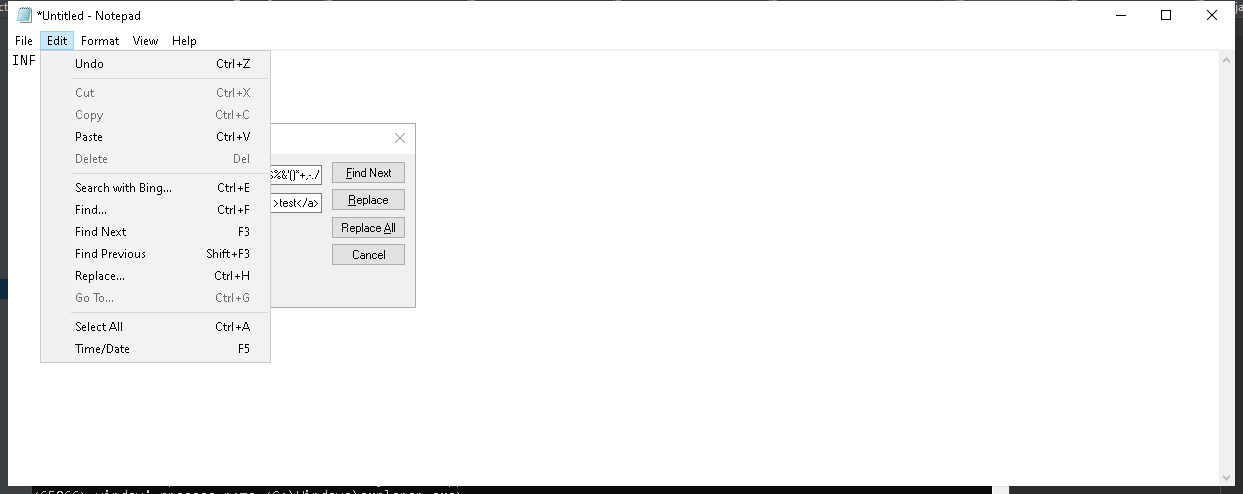 *Untitled - Notepad
File Edit Format View Help
INF
Undo Ctrl+Z
Cut Ctrl+X
Copy Ctrl+C
Paste Ctrl+V
Delete Del
Search with Bing... Ctrl+E
Find... Ctrl+F
Find Next F3
Find Previous Shift+F3
Replace... Ctrl+H
Go To... Ctrl+G
Select All Ctrl+A
Time/Date F5
$%&'()*+,-./
>test</a>
Find Next
Replace
Replace All
Cancel